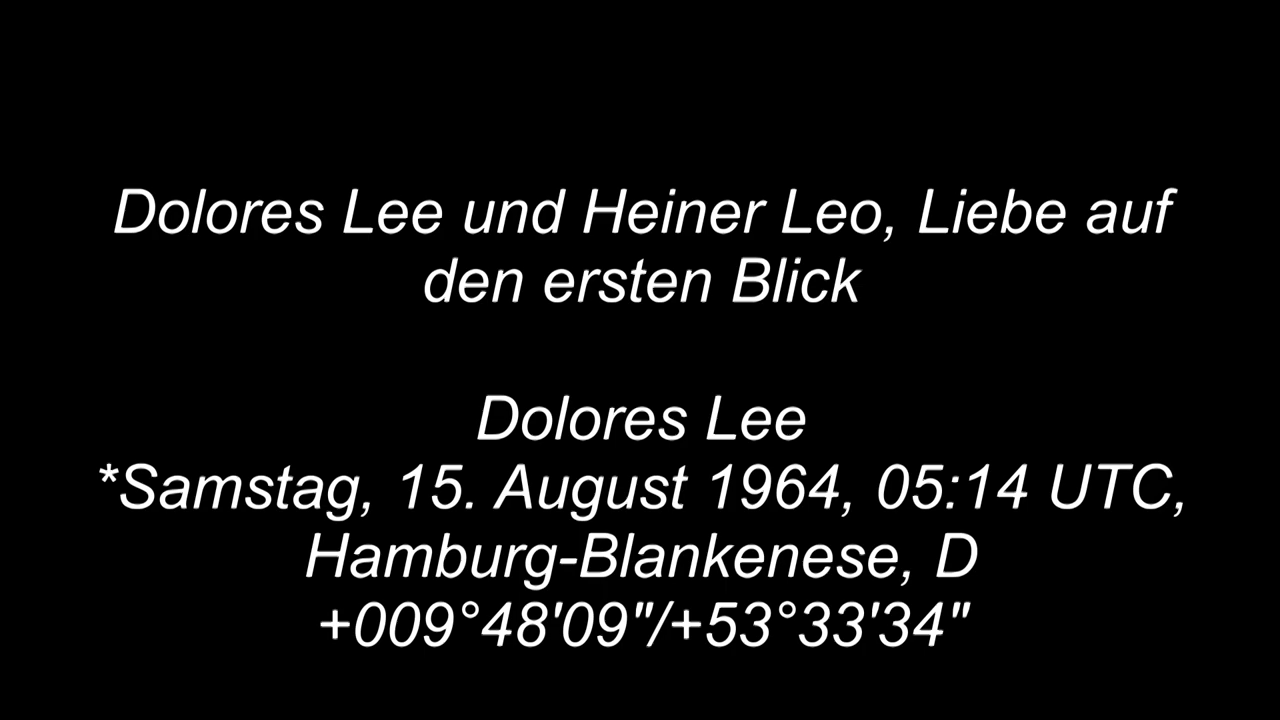 Dolores Lee und Heiner Leo, Liebe auf
den ersten Blick
Dolores Lee
*Samstag, 15. August 1964, 05:14 UTC,
Hamburg-Blankenese, D
+009°48'09"/+53°33'34"